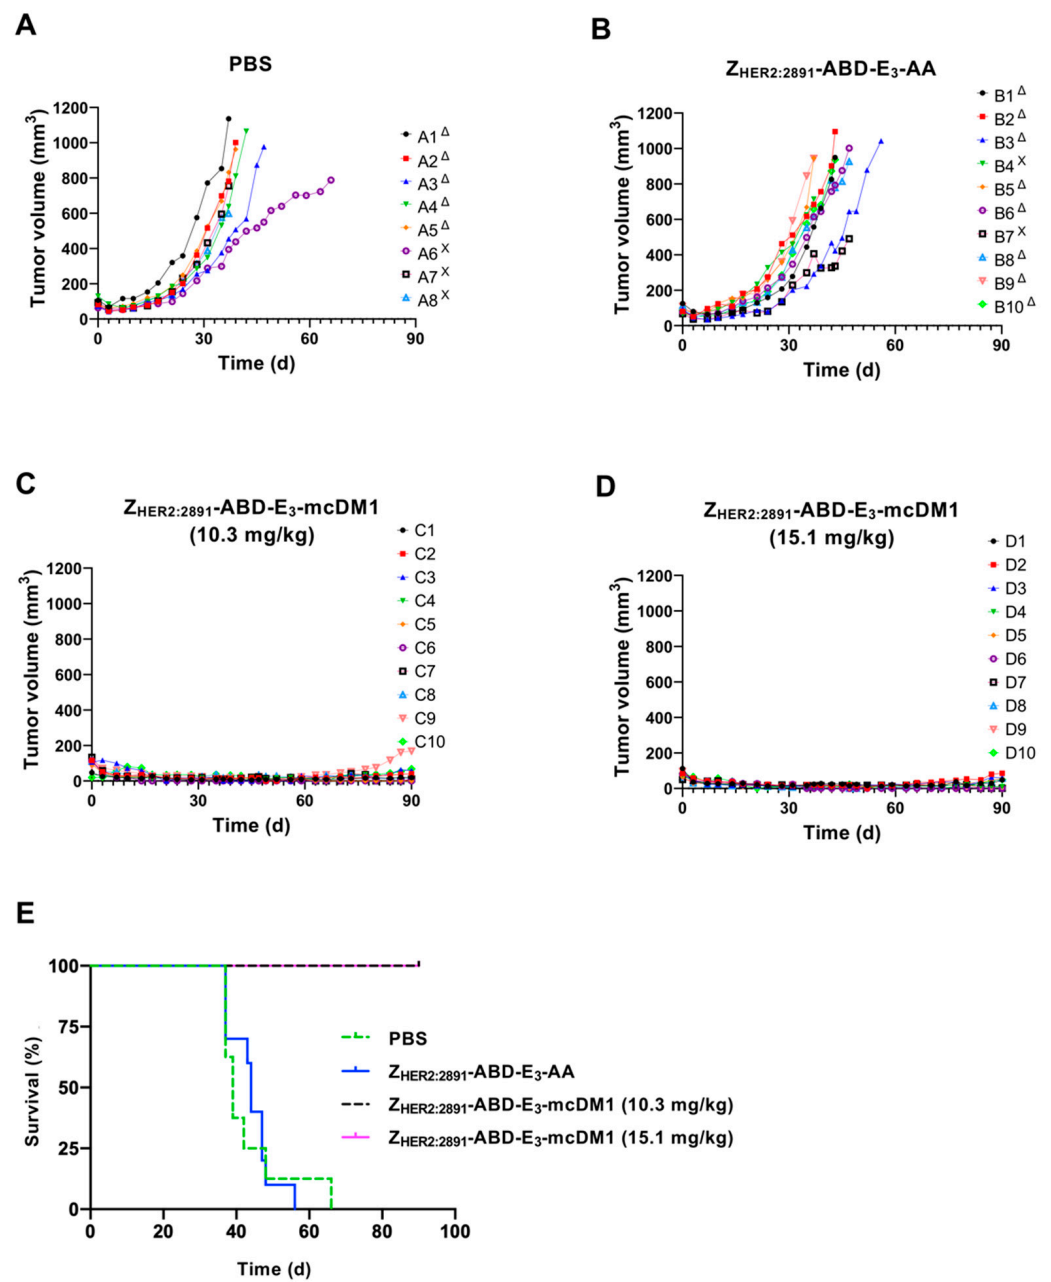 A
PBS
Tumor volume (mm³)
1200
1000
800
600
400
200
0
0 30 60 90
Time (d)
A1 Δ
A2 Δ
A3 Δ
A4 Δ
A5 Δ
A6 X
A7 X
A8 X
B
ZHER2:2891-ABD-E3-AA
Tumor volume (mm³)
1200
1000
800
600
400
200
0
0 30 60 90
Time (d)
B1 Δ
B2 Δ
B3 Δ
B4 X
B5 Δ
B6 Δ
B7 X
B8 Δ
B9 Δ
B10 Δ
C
ZHER2:2891-ABD-E3-mcDM1
(10.3 mg/kg)
Tumor volume (mm³)
1200
1000
800
600
400
200
0
0 30 60 90
Time (d)
C1
C2
C3
C4
C5
C6
C7
C8
C9
C10
D
ZHER2:2891-ABD-E3-mcDM1
(15.1 mg/kg)
Tumor volume (mm³)
1200
1000
800
600
400
200
0
0 30 60 90
Time (d)
D1
D2
D3
D4
D5
D6
D7
D8
D9
D10
E
Survival (%)
100
75
50
25
0
0 20 40 60 80 100
Time (d)
PBS
ZHER2:2891-ABD-E3-AA
ZHER2:2891-ABD-E3-mcDM1 (10.3 mg/kg)
ZHER2:2891-ABD-E3-mcDM1 (15.1 mg/kg)